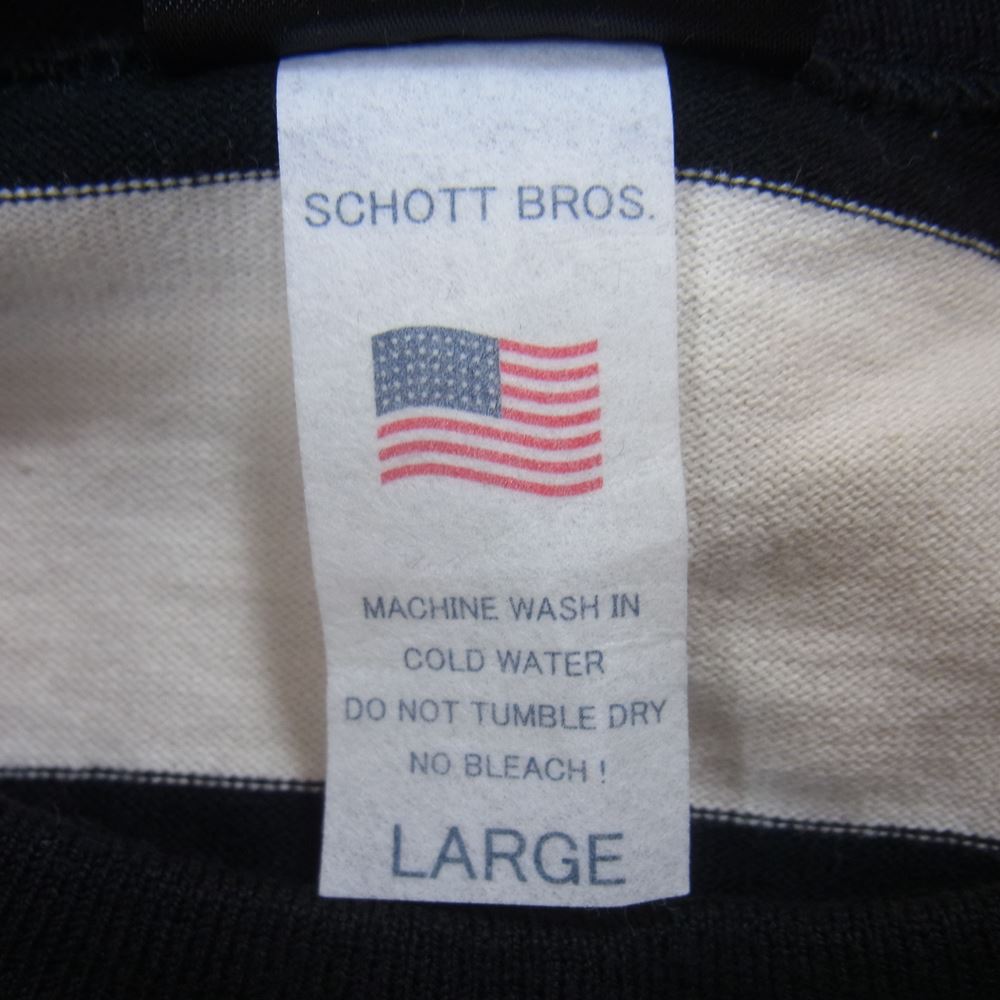 SCHOTT BROS.
MACHINE WASH IN
COLD WATER
DO NOT TUMBLE DRY
NO BLEACH !
LARGE